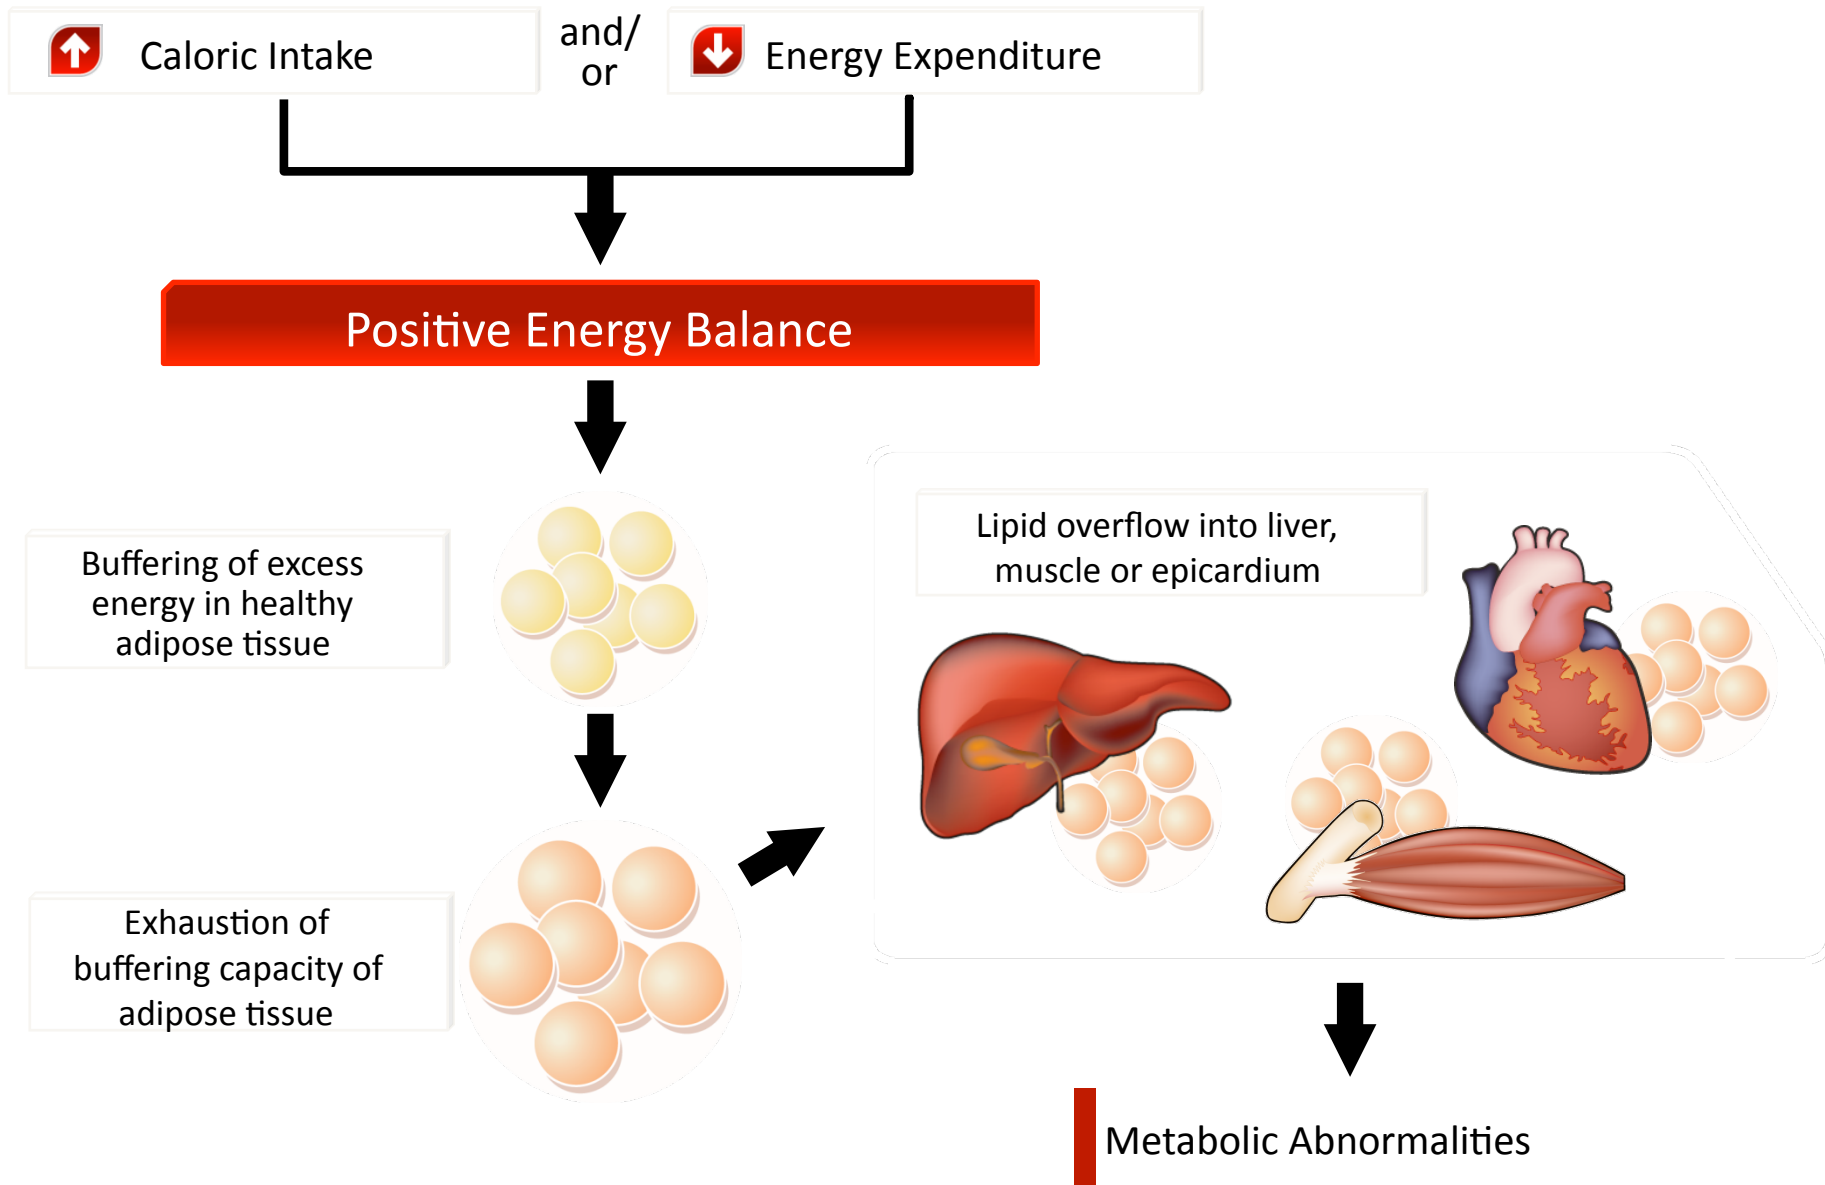 Caloric Intake
and/
or
Energy Expenditure
Positive Energy Balance
Buffering of excess
energy in healthy
adipose tissue
Lipid overflow into liver,
muscle or epicardium
Exhaustion of
buffering capacity of
adipose tissue
Metabolic Abnormalities